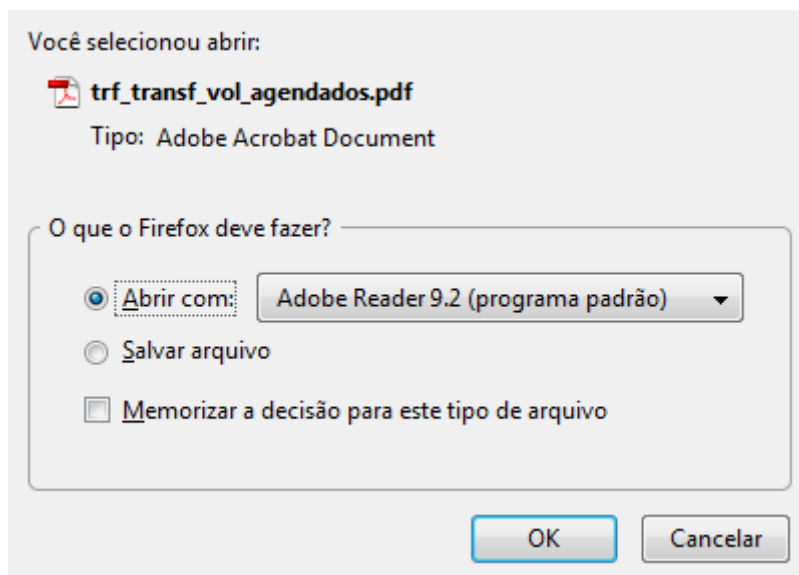 Você selecionou abrir:
trf_transf_vol_agendados.pdf
Tipo: Adobe Acrobat Document
O que o Firefox deve fazer?
Abrir com: Adobe Reader 9.2 (programa padrão)
Salvar arquivo
Memorizar a decisão para este tipo de arquivo
OK Cancelar